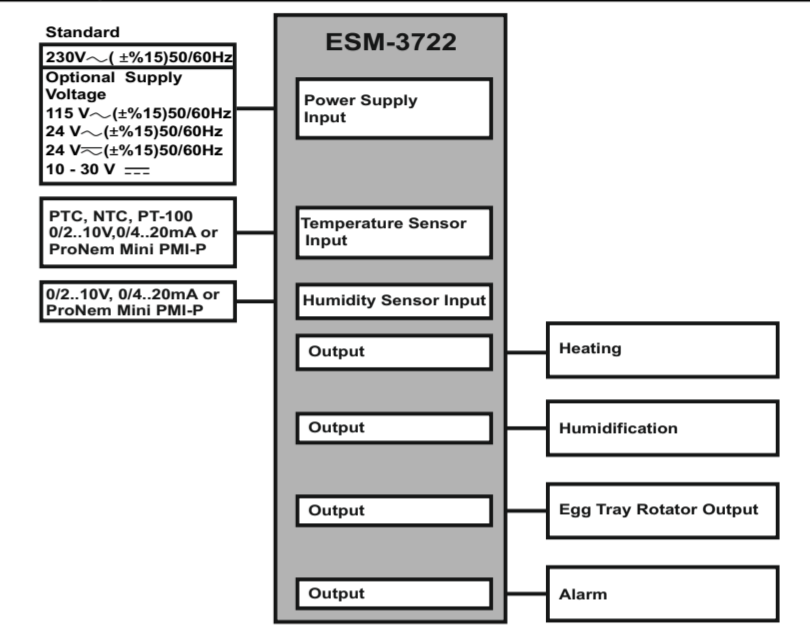 Standard
230V～( ±%15)50/60Hz
Optional Supply
Voltage
115 V～(±%15)50/60Hz
24 V～(±%15)50/60Hz
24 V⏦(±%15)50/60Hz
10 - 30 V ⎓
PTC, NTC, PT-100
0/2..10V,0/4..20mA or
ProNem Mini PMI-P
0/2..10V, 0/4..20mA or
ProNem Mini PMI-P
ESM-3722
Power Supply
Input
Temperature Sensor
Input
Humidity Sensor Input
Output
Output
Output
Output
Heating
Humidification
Egg Tray Rotator Output
Alarm